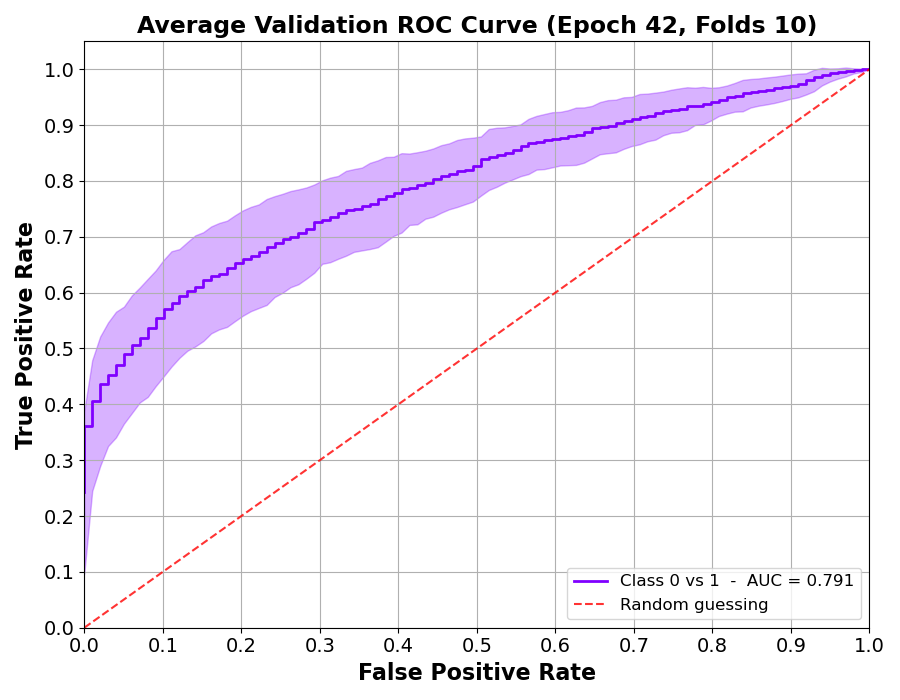 Average Validation ROC Curve (Epoch 42, Folds 10)
True Positive Rate
1.0
0.9
0.8
0.7
0.6
0.5
0.4
0.3
0.2
0.1
0.0
Class 0 vs 1 - AUC = 0.791
Random guessing
0.0 0.1 0.2 0.3 0.4 0.5 0.6 0.7 0.8 0.9 1.0
False Positive Rate